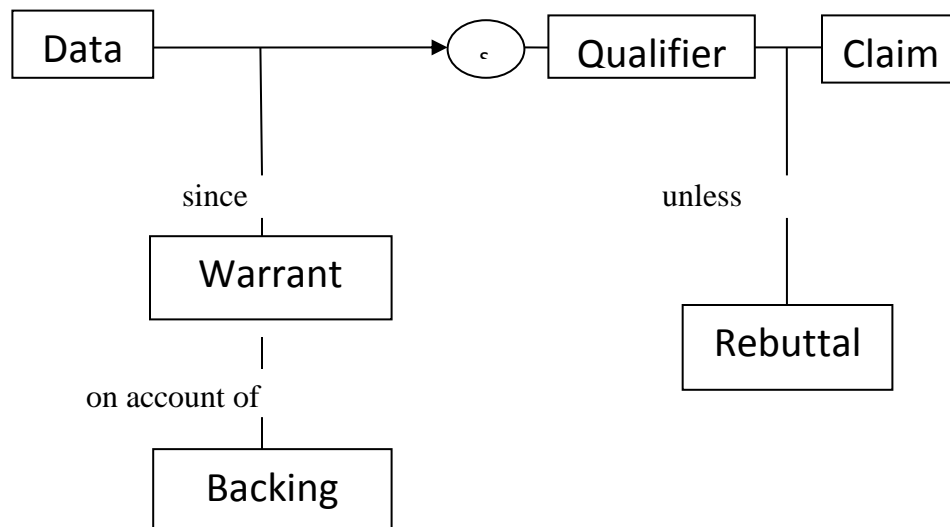 Data
Qualifier
Claim
since
unless
Warrant
Rebuttal
on account of
Backing